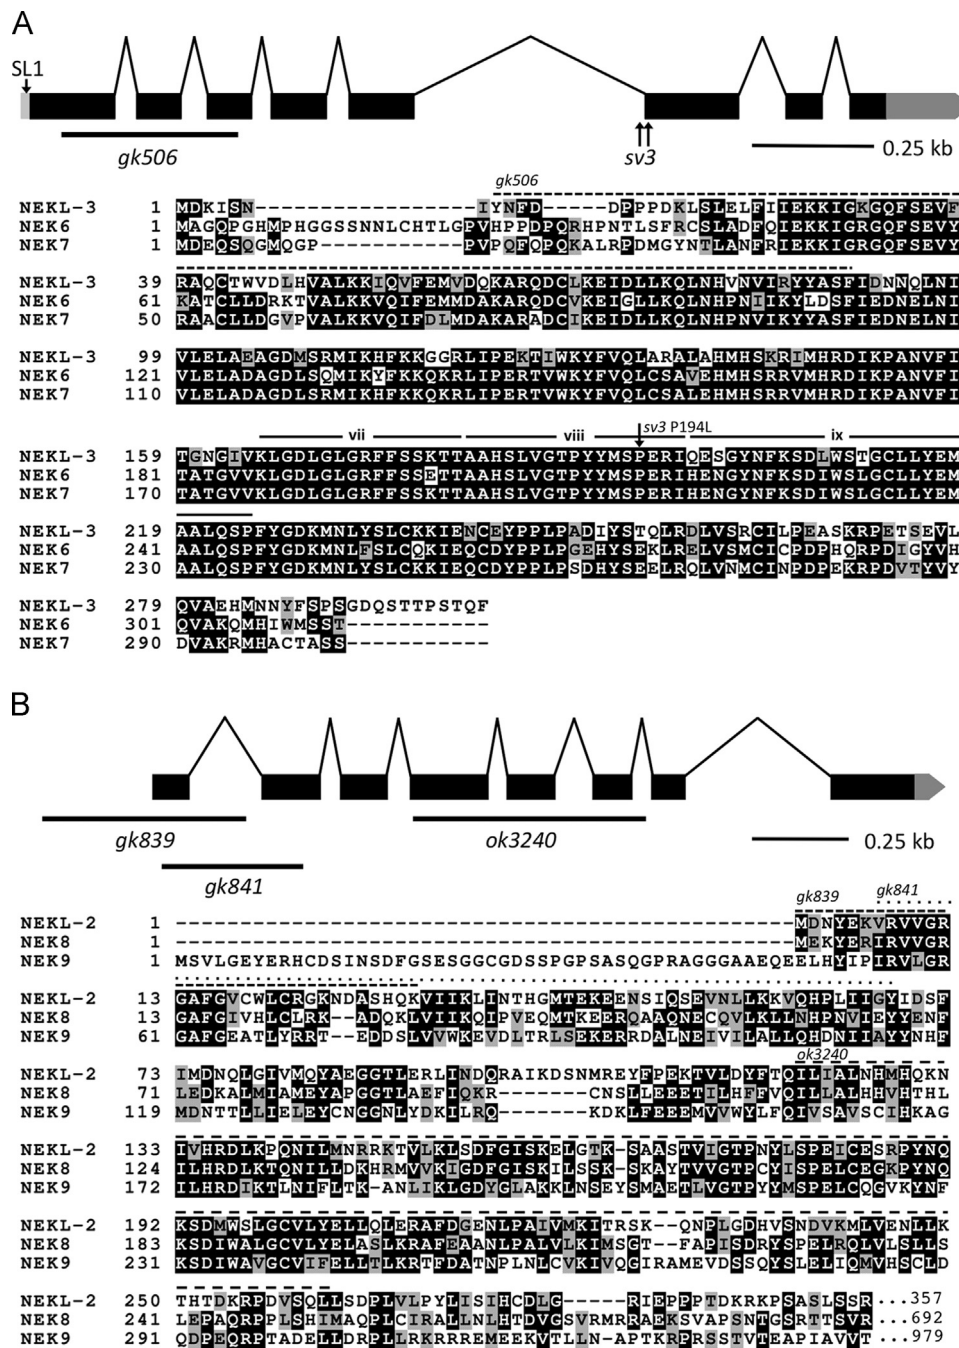 A
SL1
gk506
sv3
0.25 kb
gk506
NEKL-3 1 MDKISN-----------------IYNFD-----DPPPDKLSLELFIIEKKIGKGQFSEVF
NEK6 1 MAGQPGHMPHGGSSNNLCHTLGPVHPPDPQRHPNTLSFRCSLADFQIEKKIGRGQFSEVY
NEK7 1 MDEQSQGMQGP-----------PVPQFQPQKALRPDMGYNTLANFRIEKKIGRGQFSEVY
NEKL-3 39 RAQCTWVDLHVALKKIQVFEMVDQKARQDCLKEIDLLKQLNHVNVIRYYASFIDNNQLNI
NEK6 61 KATCLLDRKTVALKKVQIFEMMDAKARQDCVKEIGLLKQLNHPNIIKYLDSFIEDNELNI
NEK7 50 RAACLLDGVPVALKKVQIFDLMDAKARADCIKEIDLLKQLNHPNVIKYYASFIEDNELNI
NEKL-3 99 VLELAEAGDMSRMIKHFKKGGRLIPEKTIWKYFVQLARALAHMHSKRIMHRDIKPANVFI
NEK6 121 VLELADAGDLSQMIKYFKKQKRLIPERTVWKYFVQLCSAVEHMHSRRVMHRDIKPANVFI
NEK7 110 VLELADAGDLSRMIKHFKKQKRLIPERTVWKYFVQLCSALEHMHSRRVMHRDIKPANVFI
vii viii sv3 P194L ix
NEKL-3 159 TGNGIVKLGDLGLGRFFSSKTTAAHSLVGTPYYMSPERIQESGYNFKSDLWSTGCLLYEM
NEK6 181 TATGVVKLGDLGLGRFFSSETTAAHSLVGTPYYMSPERIHENGYNFKSDIWSLGCLLYEM
NEK7 170 TATGVVKLGDLGLGRFFSSKTTAAHSLVGTPYYMSPERIHENGYNFKSDIWSLGCLLYEM
NEKL-3 219 AALQSPFYGDKMNLYSLCKKIENCEYPPLPADIYSTQLRDLVSRCILPEASKRPETSEVL
NEK6 241 AALQSPFYGDKMNLFSLCQKIEQCDYPPLPGEHYSEKLRELVSMCICPDPHQRPDIGYVH
NEK7 230 AALQSPFYGDKMNLYSLCKKIEQCDYPPLPSDHYSEELRQLVNMCINPDPEKRPDVTYVY
NEKL-3 279 QVAEHMNNYFSPSGDQSTTPSTQF
NEK6 301 QVAKQMHIWMSST-----------
NEK7 290 DVAKRMHACTASS-----------
B
gk839
ok3240
0.25 kb
gk841
gk839 gk841
NEKL-2 1 ------------------------------------------------MDNYEKVRVVGR
NEK8 1 ------------------------------------------------MEKYERIRVVGR
NEK9 1 MSVLGEYERHCDSINSDFGSESGGCGDSSPGPSASQGPRAGGGAAEQEELHYIPIRVLGR
NEKL-2 13 GAFGVCWLCRGKNDASHQKVIIKLINTHGMTEKEENSIQSEVNLLKKVQHPLIIGYIDSF
NEK8 13 GAFGIVHLCLRK--ADQKLVIIKQIPVEQMTKEERQAAQNECQVLKLLNHPNVIEYYENF
NEK9 61 GAFGEATLYRRT--EDDSLVVWKEVDLTRLSEKERRDALNEIVILALLQHDNIIAYYNHF
ok3240
NEKL-2 73 IMDNQLGIVMQYAEGGTLERLINDQRAIKDSNMREYFPEKTVLDYFTQILIALNHMHQKN
NEK8 73 LEDKALMIAMEYAPGGTLAEFIQKR---------CNSLLEEETILHFFVQILLALHHVHTHL
NEK9 119 MDNTTLLIELEYCNGGNLYDKILRQ-------KDKLFEEEMVVWYLFQIVSAVSCIHKAG
NEKL-2 133 IVHRDLKPQNILMNRRKTVLKLSDFGISKELGTK-SAASTVIGTPNYLSPEICESRPYNQ
NEK8 124 ILHRDLKTQNILLDKHRMVVKIGDFGISKILSSK-SKAYTVVGTPCYISPELCEGKPYNQ
NEK9 172 ILHRDIKTLNIFLTK-ANLIKLGDYGLAKKLNSEYSMAETLVGTPYYMSPELCQGVKYNF
NEKL-2 192 KSDMWSLGCVLYELLQLERAFDGENLPAIVMKITRSK--QNPLGDHVSNDVKMLVENLLK
NEK8 183 KSDIWALGCVLYELASLKRAFEAANLPALVLKIMSGT--FAPISDRYSPELRQLVLSLLS
NEK9 231 KSDIWAVGCVIFELLTLKRTFDATNPLNLCVKIVQGIRAMEVDSSQYSLELIQMVHSCLD
NEKL-2 250 THTDKRPDVSQLLSDPLVLPYLISIHCDLG-----RIEPPPTDKRKPSASLSSR ...357
NEK8 241 LEPAQRPPLSHIMAQPLCIRALLNLHTDVGSVRMRRAEKSVAPSNTGSRTTSVR ...692
NEK9 291 QDPEQRPTADELLDRPLLRKRRREMEEKVTLLN-APTKRPRSSTVTEAPIAVVT ...979